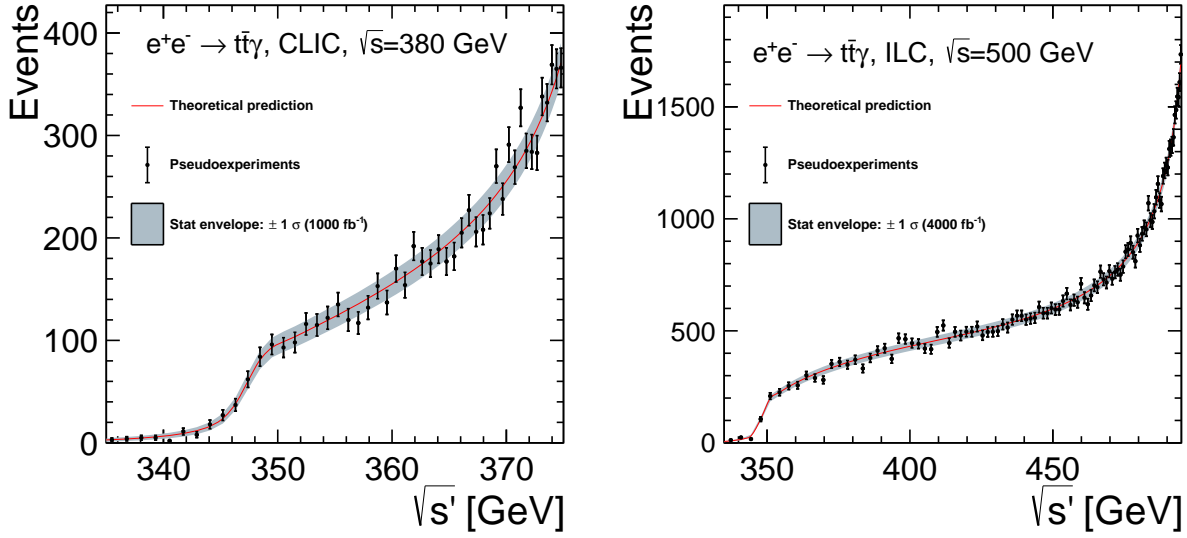 e⁺e⁻ → tt̄γ, CLIC, √s=380 GeV
Events
400
300
200
100
0
Theoretical prediction
Pseudoexperiments
Stat envelope: ± 1 σ (1000 fb⁻¹)
340 350 360 370
√s' [GeV]
e⁺e⁻ → tt̄γ, ILC, √s=500 GeV
Events
1500
1000
500
0
Theoretical prediction
Pseudoexperiments
Stat envelope: ± 1 σ (4000 fb⁻¹)
350 400 450
√s' [GeV]